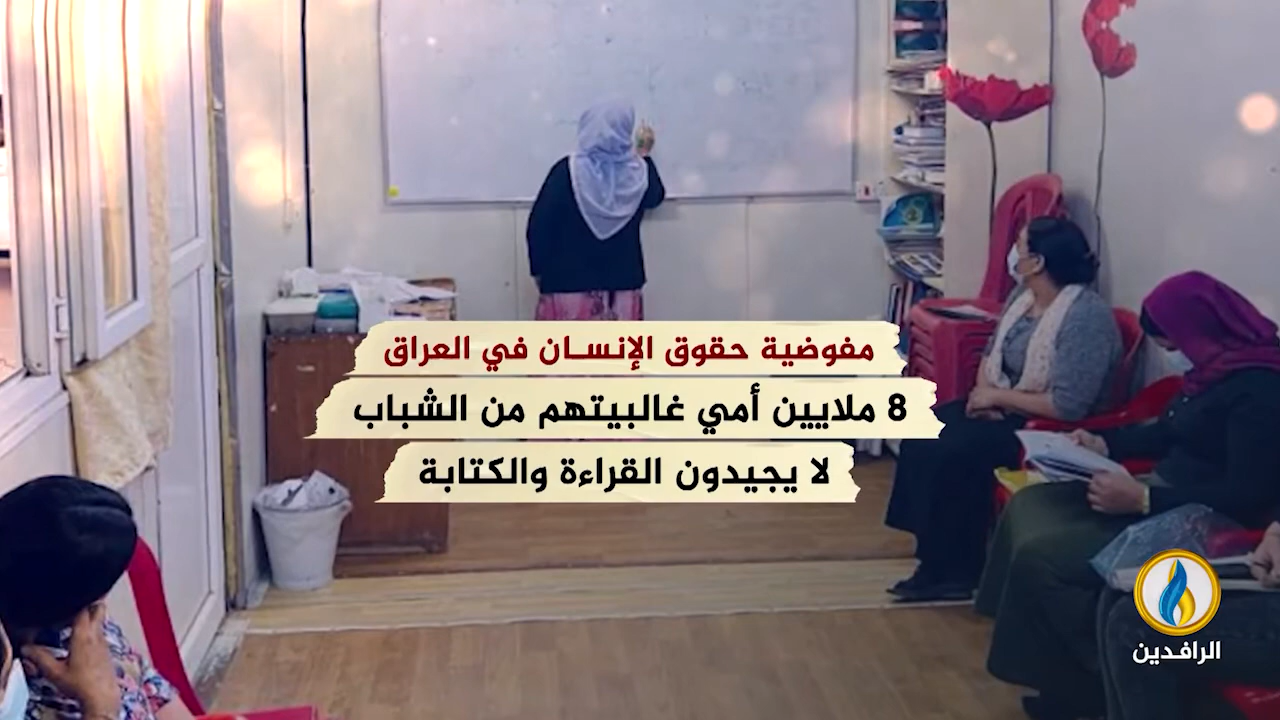 مفوضية حقوق الإنسان في العراق
8 ملايين أمي غالبيتهم من الشباب
لا يجيدون القراءة والكتابة
الرافدين